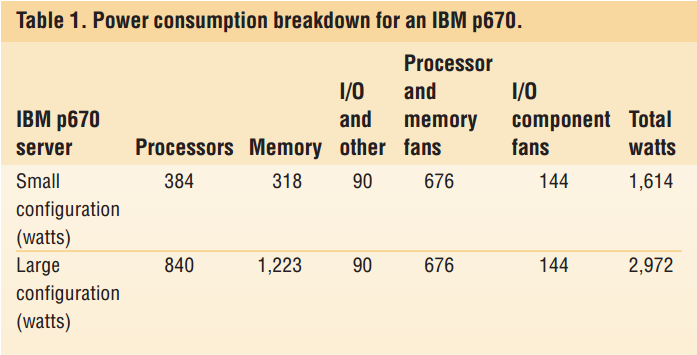 Table 1. Power consumption breakdown for an IBM p670.
IBM p670 server Processors Memory I/O and other Processor and memory fans I/O component fans Total watts
Small configuration (watts) 384 318 90 676 144 1,614
Large configuration (watts) 840 1,223 90 676 144 2,972